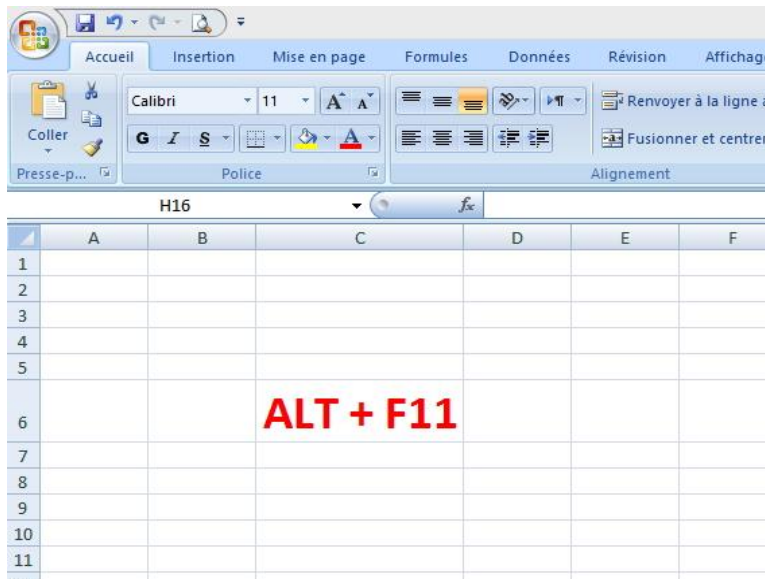 Accueil Insertion Mise en page Formules Données Révision Affichage
Calibri 11 A A
Renvoyer à la ligne a
Coller
G I S A
Fusionner et centrer
Presse-p... Police Alignement
H16 fx
A B C D E F
1
2
3
4
5
6 ALT + F11
7
8
9
10
11